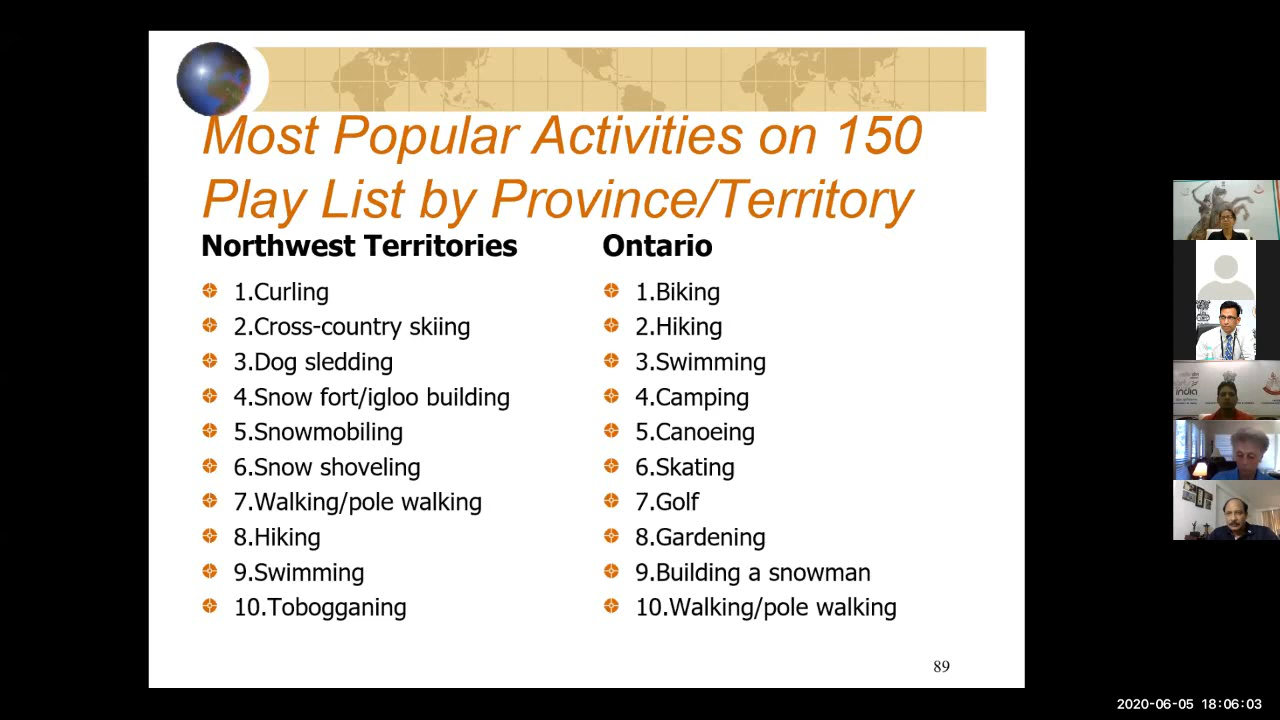 Most Popular Activities on 150
Play List by Province/Territory
Northwest Territories
1.Curling
2.Cross-country skiing
3.Dog sledding
4.Snow fort/igloo building
5.Snowmobiling
6.Snow shoveling
7.Walking/pole walking
8.Hiking
9.Swimming
10.Tobogganing
Ontario
1.Biking
2.Hiking
3.Swimming
4.Camping
5.Canoeing
6.Skating
7.Golf
8.Gardening
9.Building a snowman
10.Walking/pole walking
89
india
2020-06-05 18:06:03